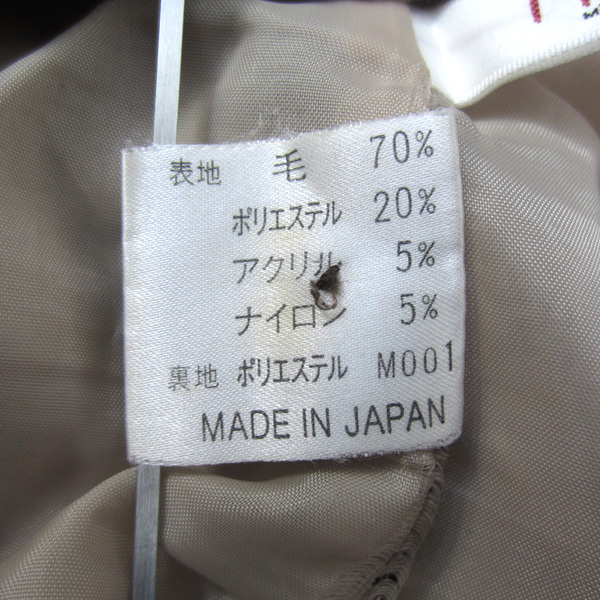 表地 毛 70%
ポリエステル 20%
アクリル 5%
ナイロン 5%
裏地 ポリエステル M001
MADE IN JAPAN